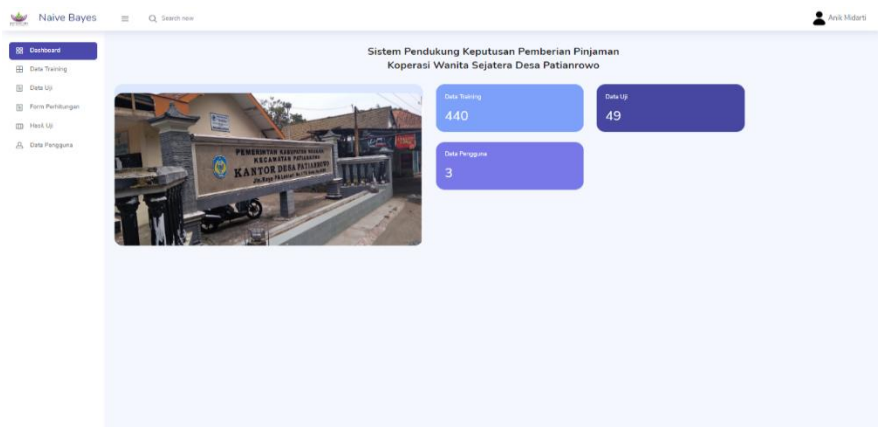 Naive Bayes
Search now
Anik Midarti
Dashboard
Data Training
Data Uji
Form Perhitungan
Hasil Uji
Data Pengguna
Sistem Pendukung Keputusan Pemberian Pinjaman
Koperasi Wanita Sejatera Desa Patianrowo
PEMERINTAH KABUPATEN NGANJUK
KECAMATAN PATIANROWO
KANTOR DESA PATIANROWO
Data Training
440
Data Uji
49
Data Pengguna
3